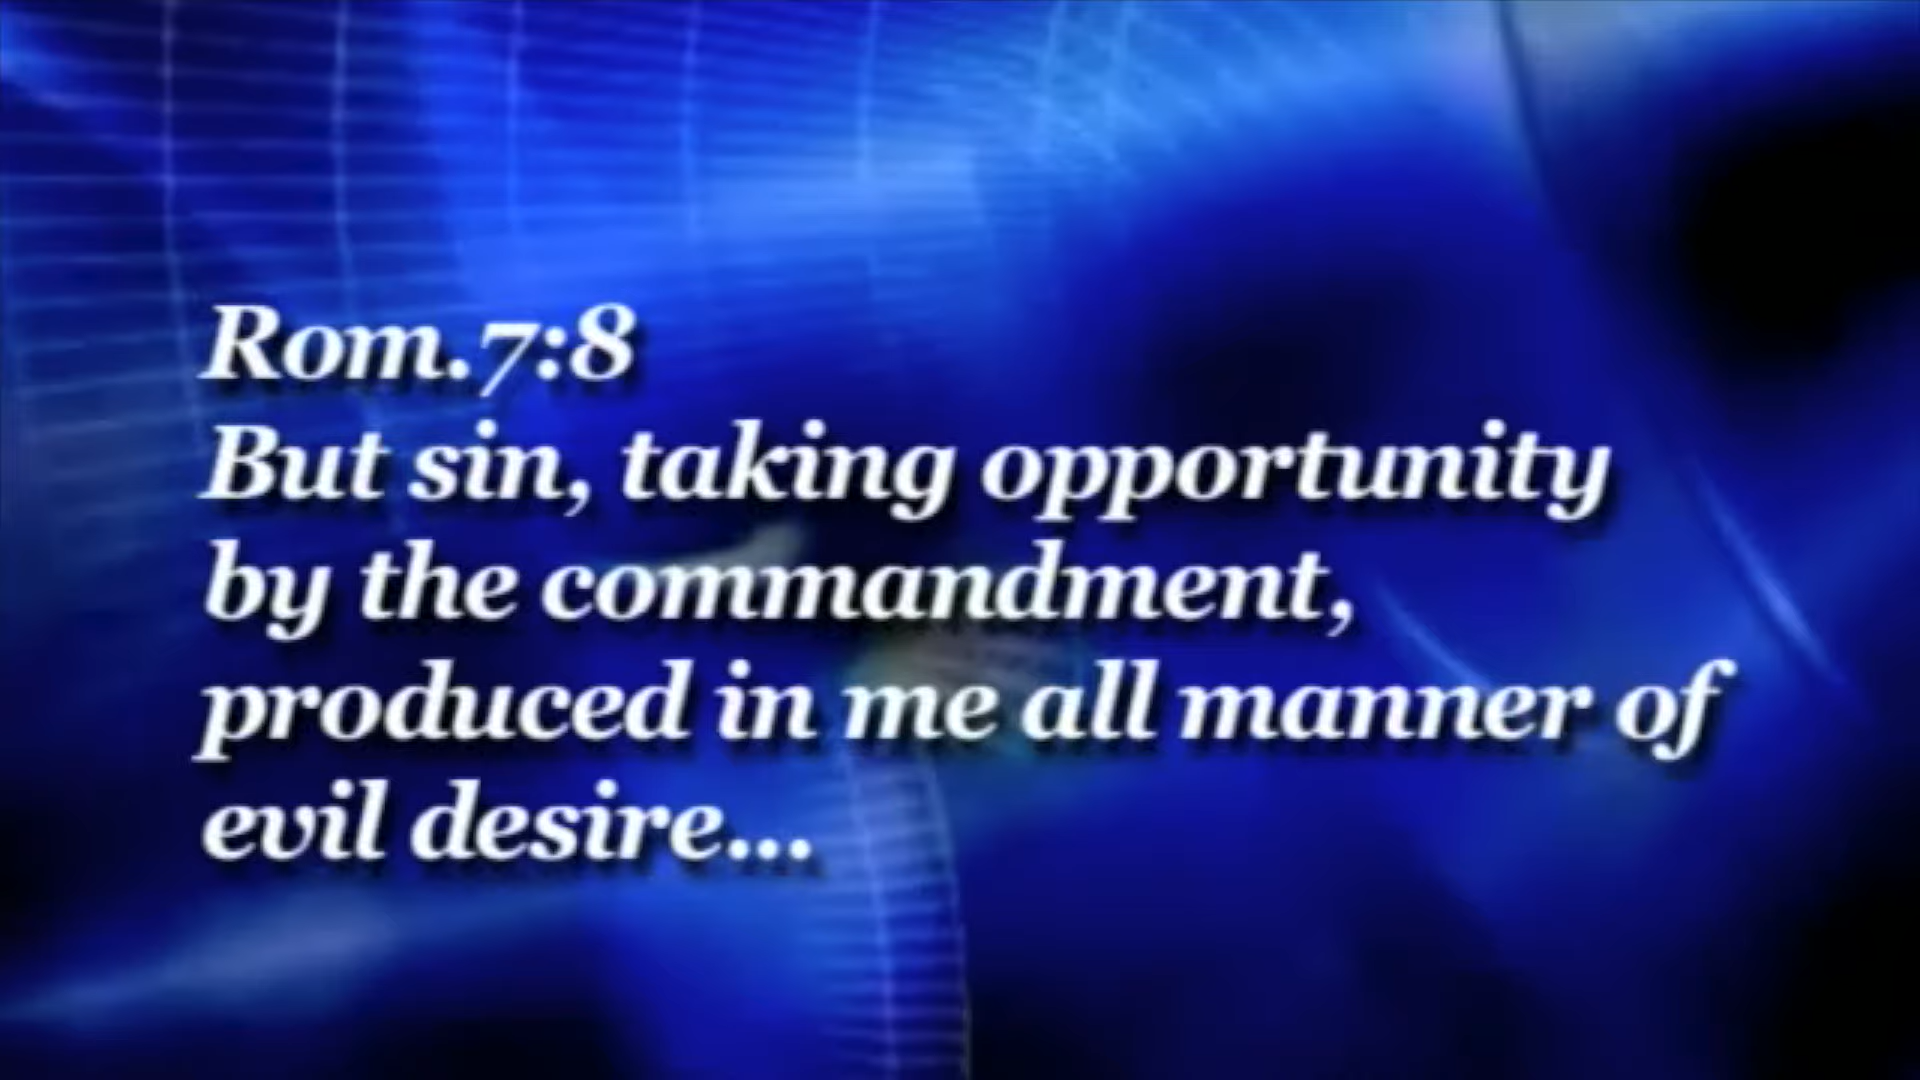 Rom.7:8
But sin, taking opportunity
by the commandment,
produced in me all manner of
evil desire...